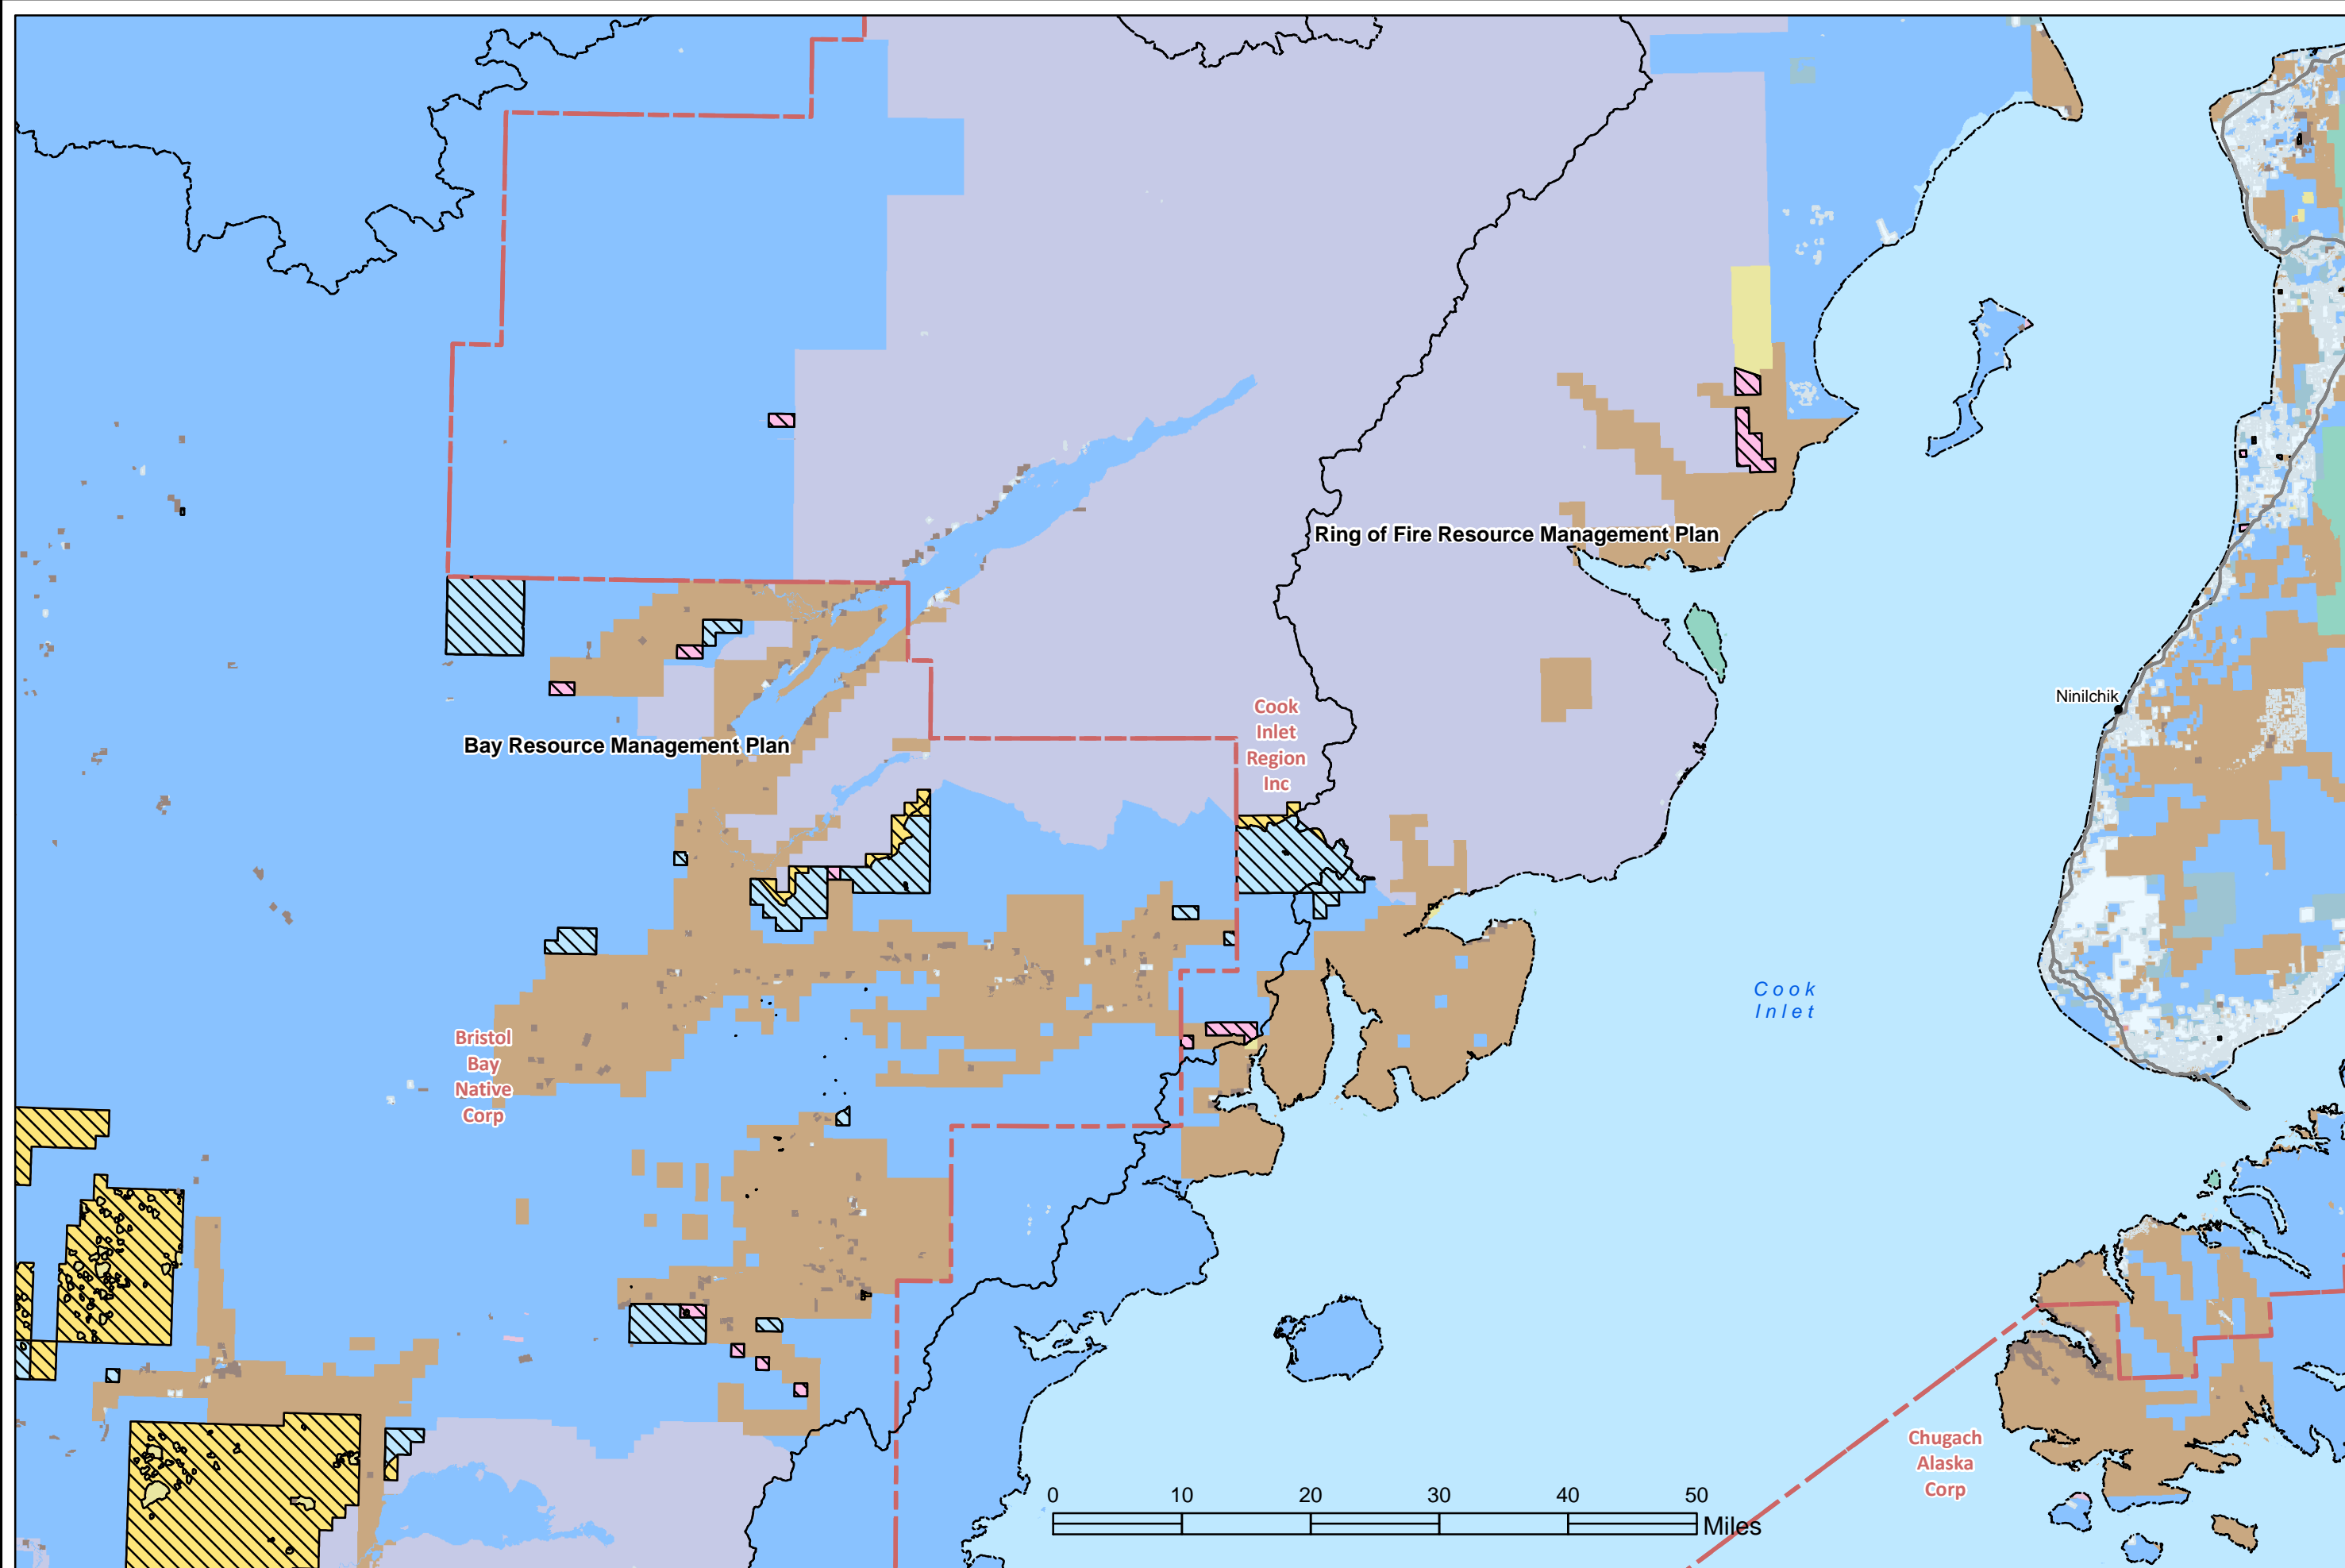 Ring of Fire Resource Management Plan
Ninilchik
Cook
Inlet
Region
Inc
Bay Resource Management Plan
Cook
Inlet
Bristol
Bay
Native
Corp
Chugach
Alaska
Corp
0 10 20 30 40 50
Miles